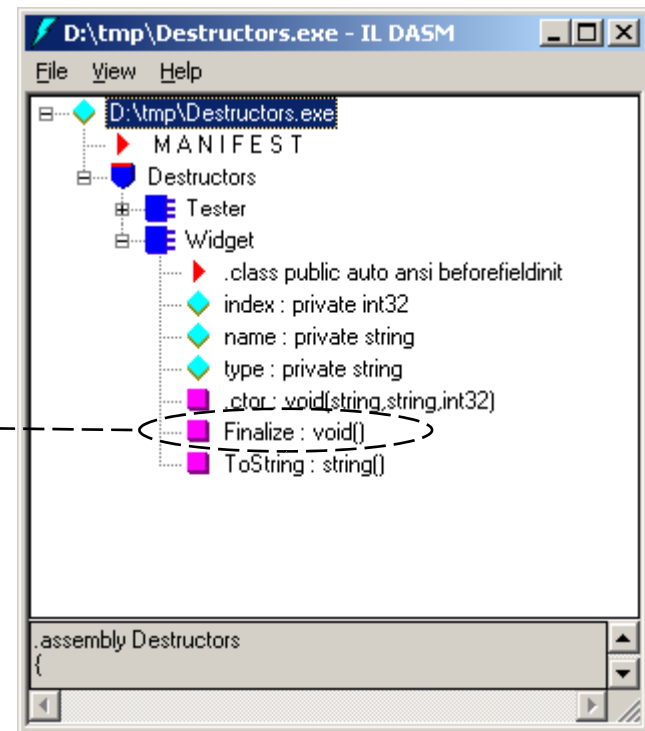 D:\tmp\Destructors.exe - IL DASM
File View Help
D:\tmp\Destructors.exe
M A N I F E S T
Destructors
Tester
Widget
.class public auto ansi beforefieldinit
index : private int32
name : private string
type : private string
.ctor : void(string,string,int32)
Finalize : void()
ToString : string()
.assembly Destructors
{